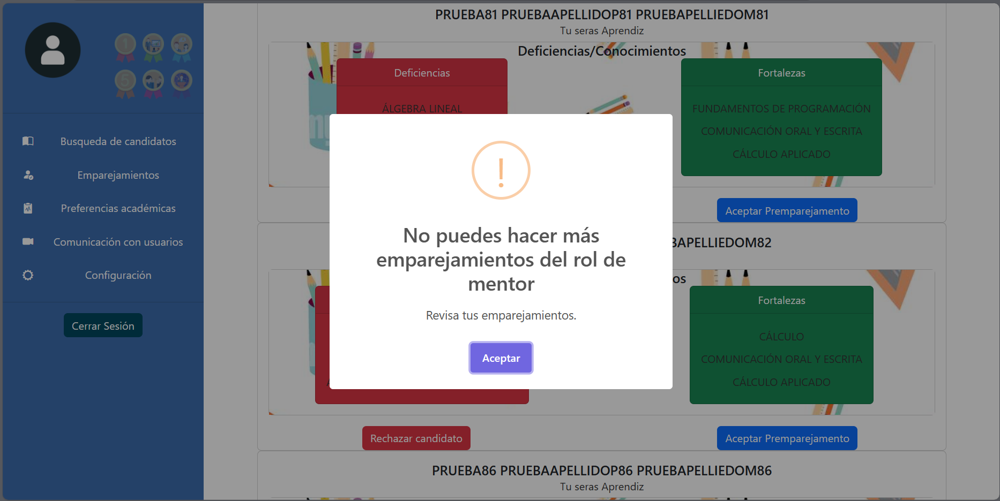 Busqueda de candidatos
Emparejamientos
Preferencias académicas
Comunicación con usuarios
Configuración
Cerrar Sesión
PRUEBA81 PRUEBAAPELLIDOP81 PRUEBAPELLIEDOM81
Tu seras Aprendiz
Deficiencias/Conocimientos
Deficiencias
ÁLGEBRA LINEAL
Fortalezas
FUNDAMENTOS DE PROGRAMACIÓN
COMUNICACIÓN ORAL Y ESCRITA
CÁLCULO APLICADO
Aceptar Premparejamento
No puedes hacer más
emparejamientos del rol de
mentor
Revisa tus emparejamientos.
Aceptar
BAPELLIEDOM82
os
Fortalezas
CÁLCULO
COMUNICACIÓN ORAL Y ESCRITA
CÁLCULO APLICADO
Rechazar candidato
Aceptar Premparejamento
PRUEBA86 PRUEBAAPELLIDOP86 PRUEBAPELLIEDOM86
Tu seras Aprendiz